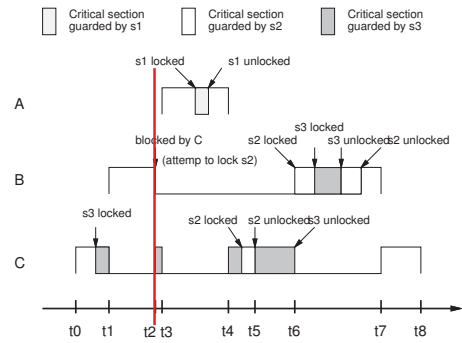 Critical section
guarded by s1
Critical section
guarded by s2
Critical section
guarded by s3
s1 locked
s1 unlocked
A
blocked by C
(attemp to lock s2)
s2 locked
s3 locked
s3 unlocked
s2 unlocked
B
s3 locked
s2 locked
s2 unlocked
s3 unlocked
C
t0 t1 t2 t3 t4 t5 t6 t7 t8